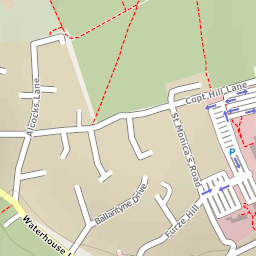 Copt Hill Lane
Alcocks Lane
St Monica's Road
Ballantyne Drive
Furze Hill
Waterhouse
P